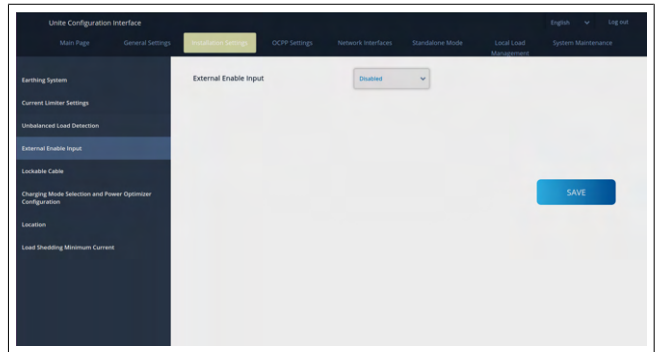 Unite Configuration Interface
English
Log out
Main Page
General Settings
Installation Settings
OCPP Settings
Network Interfaces
Standalone Mode
Local Load
Management
System Maintenance
Earthing System
Current Limiter Settings
Unbalanced Load Detection
External Enable Input
Lockable Cable
Charging Mode Selection and Power Optimizer
Configuration
Location
Load Shedding Minimum Current
External Enable Input
Disabled
SAVE